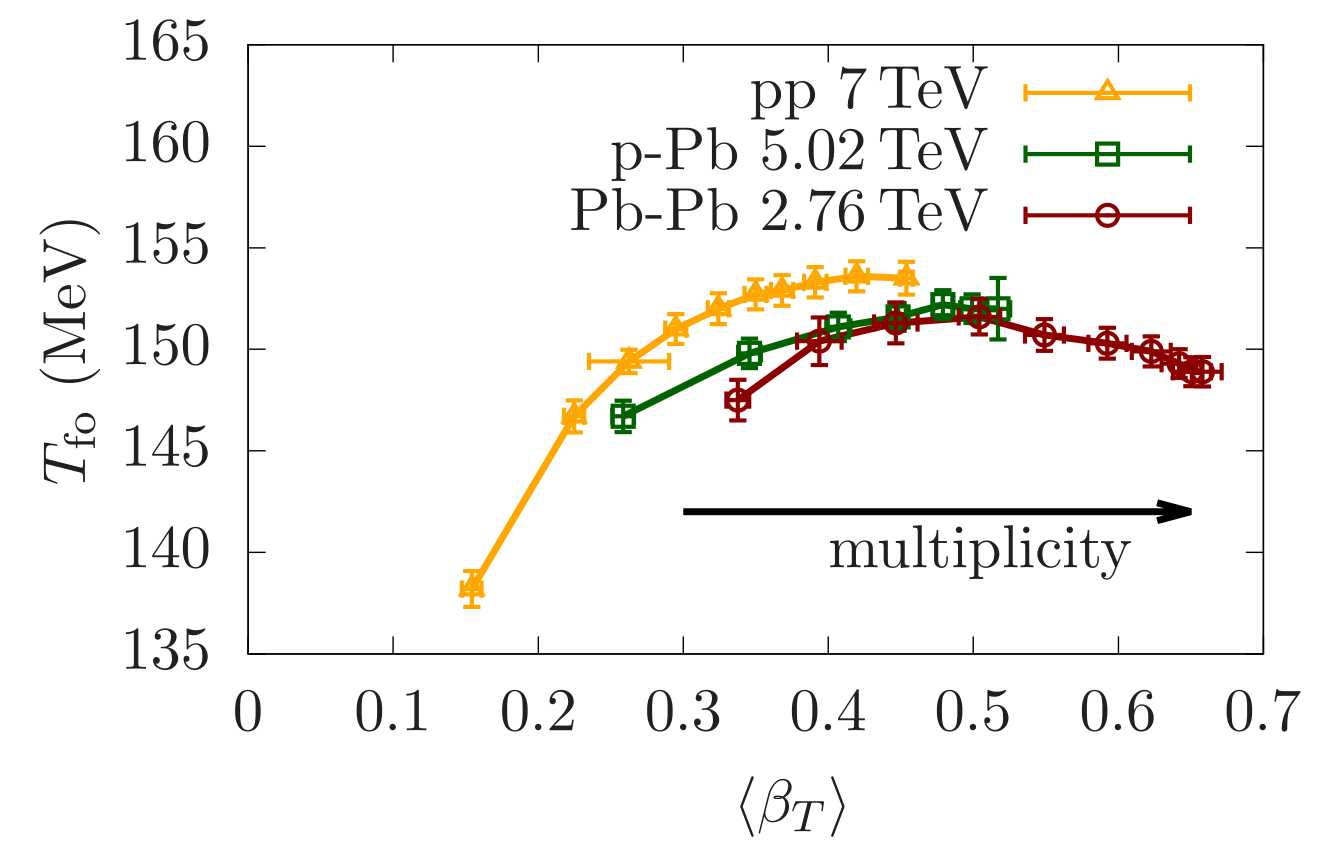 165
160
155
150
145
140
135
T_fo (MeV)
pp 7 TeV
p-Pb 5.02 TeV
Pb-Pb 2.76 TeV
multiplicity
0 0.1 0.2 0.3 0.4 0.5 0.6 0.7
⟨β_T⟩